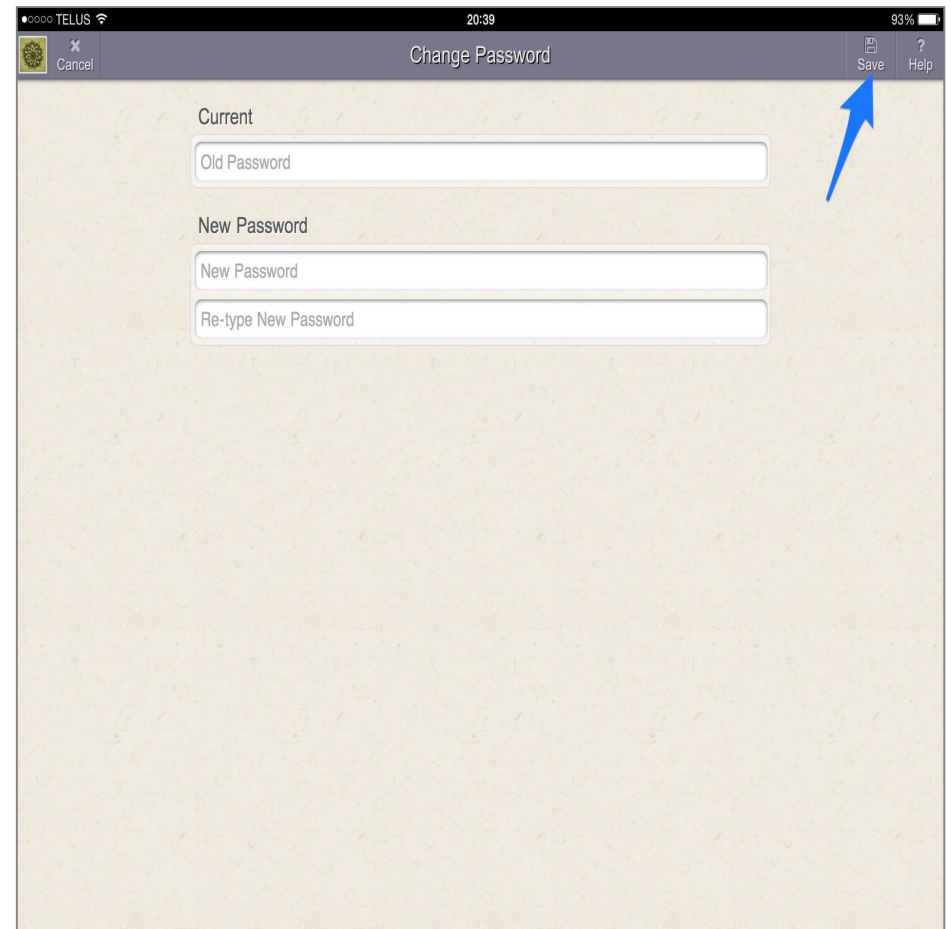 TELUS 20:39 93%
Cancel Change Password Save ? Help
Current
Old Password
New Password
New Password
Re-type New Password